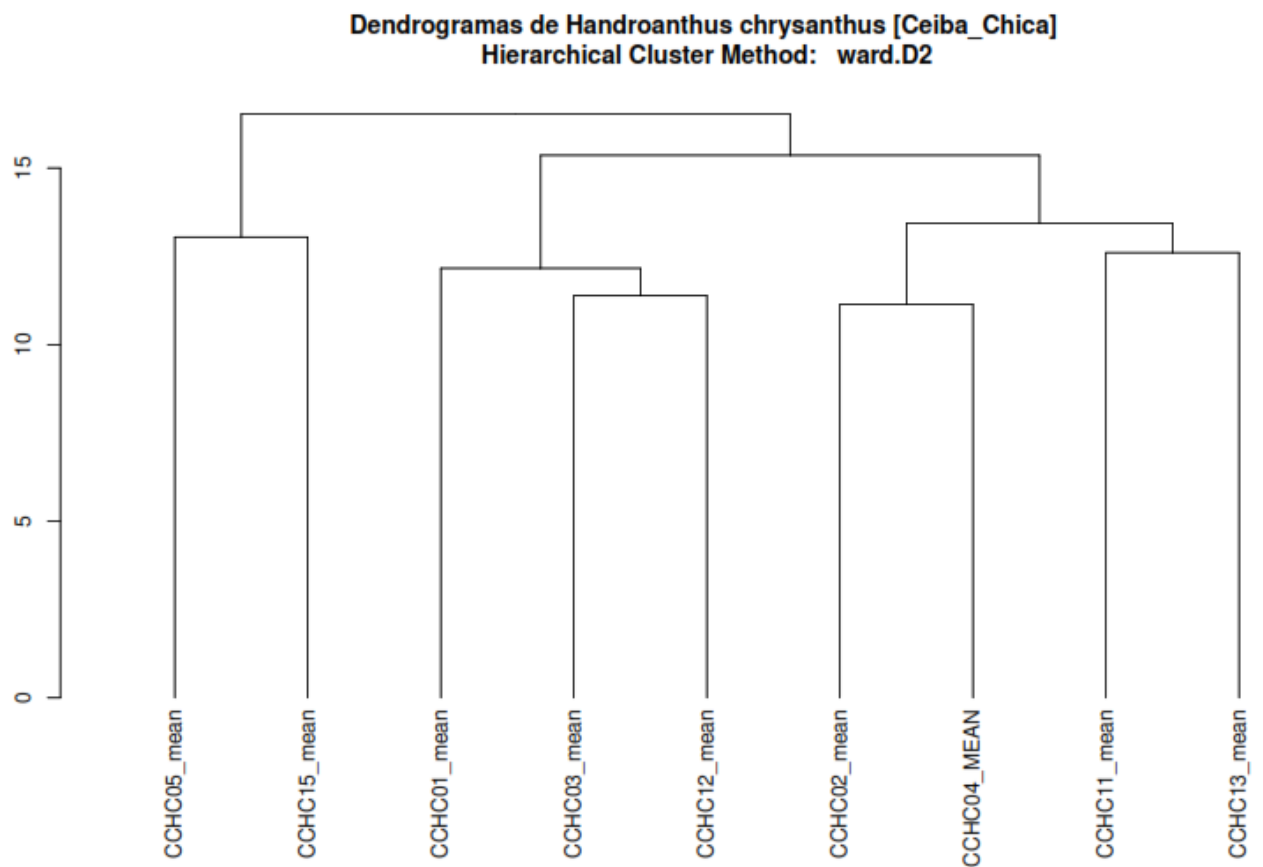 Dendrogramas de Handroanthus chrysanthus [Ceiba_Chica]
Hierarchical Cluster Method: ward.D2
15
10
5
0
CCHC05_mean
CCHC15_mean
CCHC01_mean
CCHC03_mean
CCHC12_mean
CCHC02_mean
CCHC04_MEAN
CCHC11_mean
CCHC13_mean